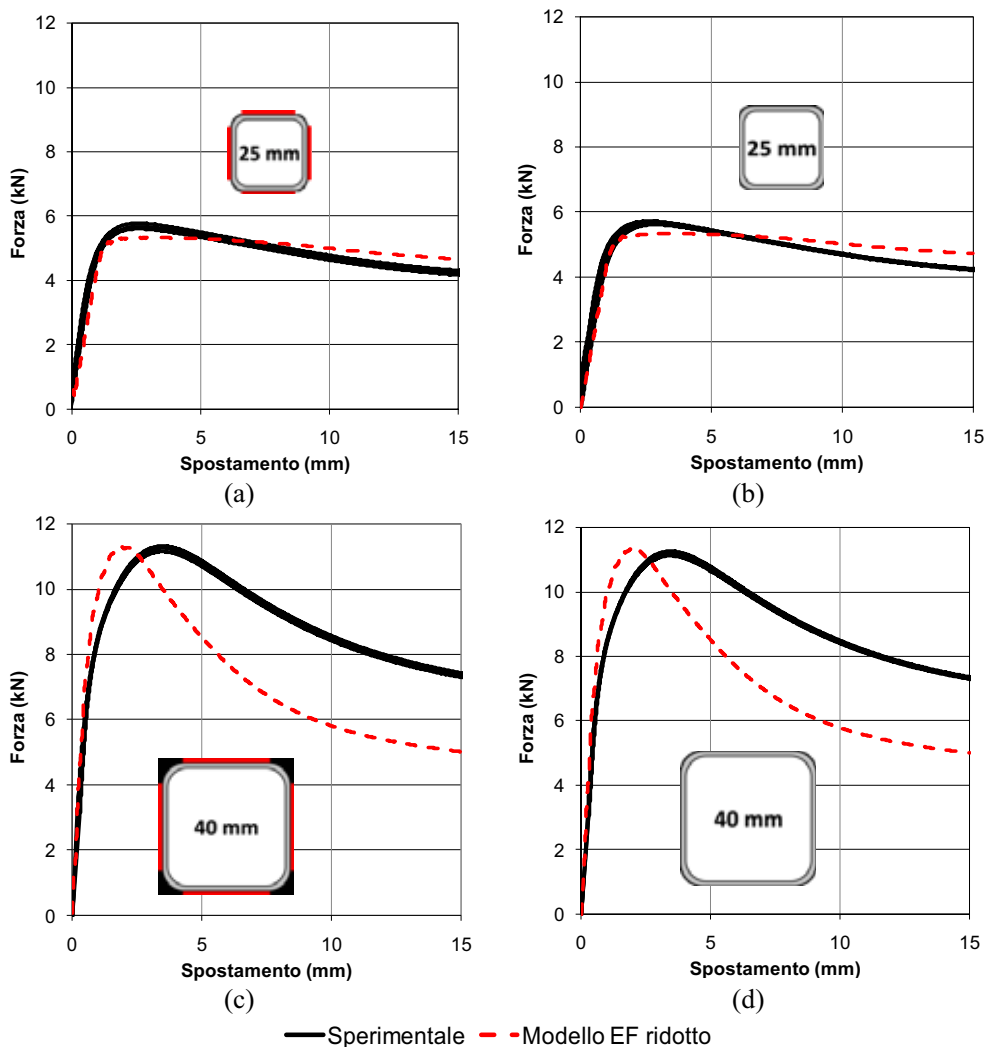 12
10
8
6
4
2
0
Forza (kN)
25 mm
0 5 10 15
Spostamento (mm)
(a)
12
10
8
6
4
2
0
Forza (kN)
25 mm
0 5 10 15
Spostamento (mm)
(b)
12
10
8
6
4
2
0
Forza (kN)
40 mm
0 5 10 15
Spostamento (mm)
(c)
12
10
8
6
4
2
0
Forza (kN)
40 mm
0 5 10 15
Spostamento (mm)
(d)
Sperimentale Modello EF ridotto